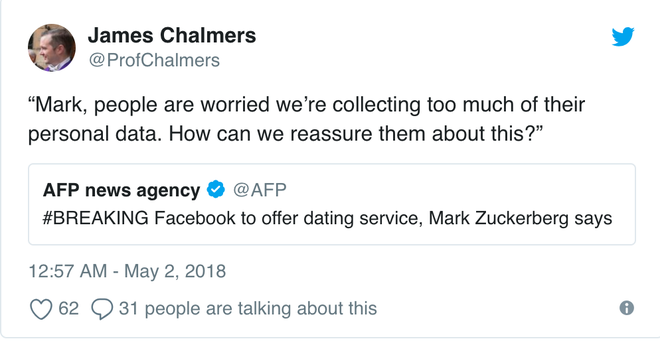 James Chalmers
@ProfChalmers
“Mark, people are worried we’re collecting too much of their
personal data. How can we reassure them about this?”
AFP news agency @AFP
#BREAKING Facebook to offer dating service, Mark Zuckerberg says
12:57 AM - May 2, 2018
62 31 people are talking about this